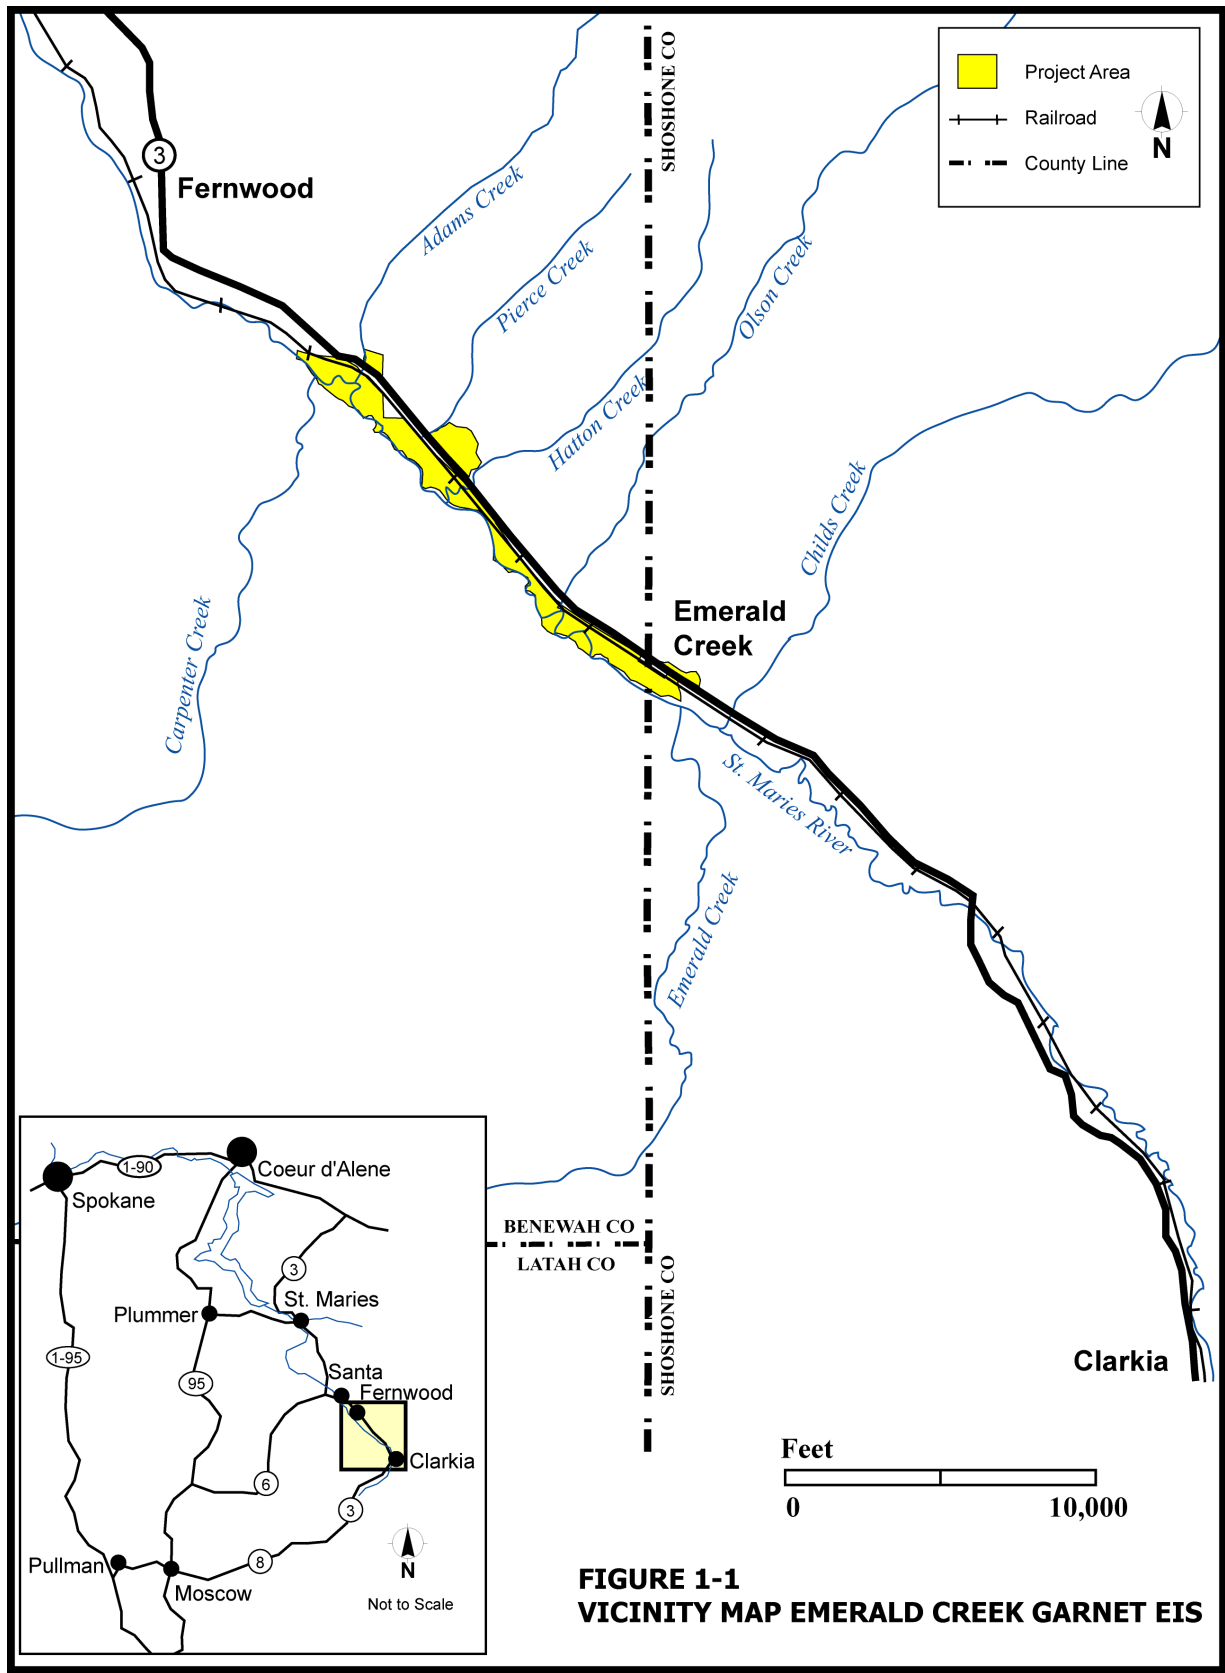 SHOSHONE CO
Project Area
Railroad
County Line
N
3
Fernwood
Adams Creek
Pierce Creek
Olson Creek
Hatton Creek
Childs Creek
Carpenter Creek
Emerald
Creek
St. Maries River
Emerald Creek
BENEWAH CO
LATAH CO
SHOSHONE CO
Clarkia
Feet
0
10,000
1-90
Coeur d'Alene
Spokane
3
St. Maries
Plummer
1-95
95
Santa
Fernwood
Clarkia
6
3
8
Pullman
Moscow
N
Not to Scale
FIGURE 1-1
VICINITY MAP EMERALD CREEK GARNET EIS